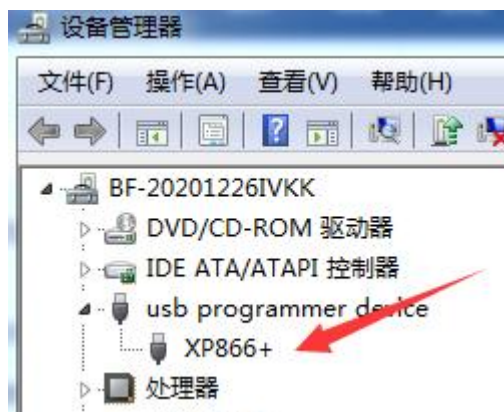 设备管理器
文件(F) 操作(A) 查看(V) 帮助(H)
BF-20201226IVKK
DVD/CD-ROM 驱动器
IDE ATA/ATAPI 控制器
usb programmer device
XP866+
处理器